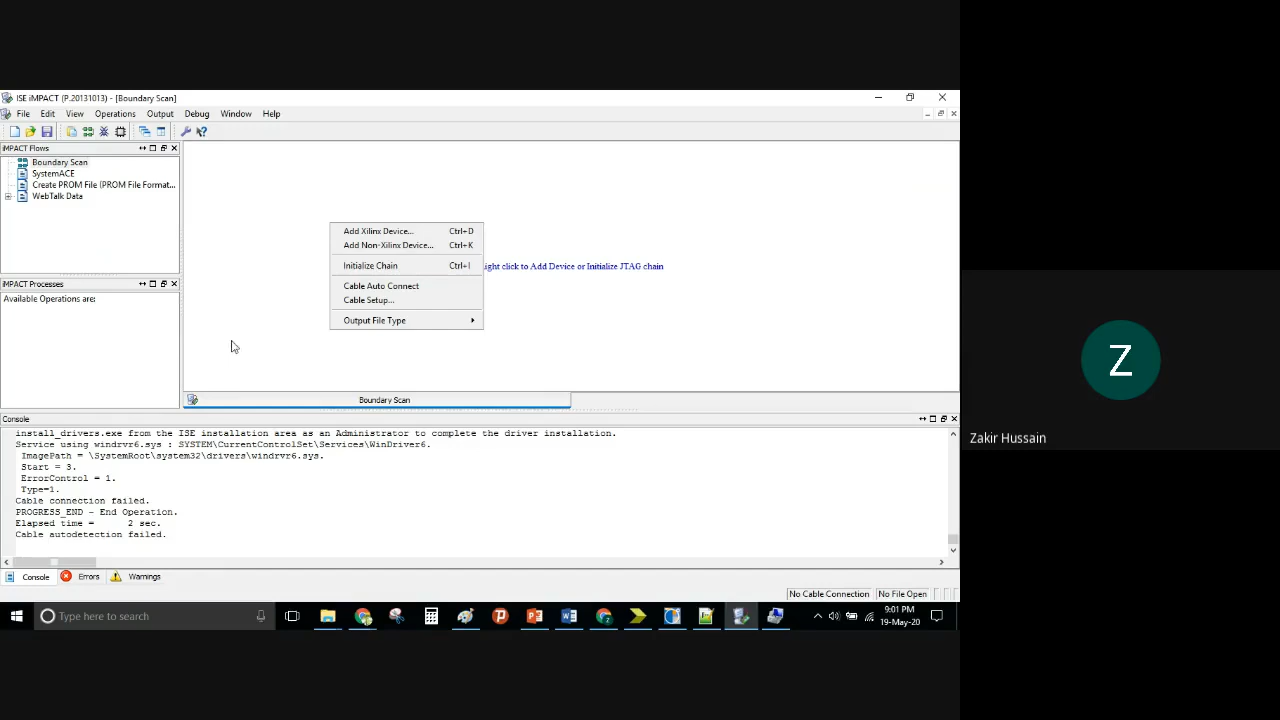 ISE iMPACT (P.20131013) - [Boundary Scan]
File Edit View Operations Output Debug Window Help
iMPACT Flows
Boundary Scan
SystemACE
Create PROM File (PROM File Format...
WebTalk Data
Add Xilinx Device... Ctrl+D
Add Non-Xilinx Device... Ctrl+K
Initialize Chain Ctrl+I
Cable Auto Connect
Cable Setup...
Output File Type
ight click to Add Device or Initialize JTAG chain
iMPACT Processes
Available Operations are:
Boundary Scan
Console
install_drivers.exe from the ISE installation area as an Administrator to complete the driver installation.
Service using windrvr6.sys : SYSTEM\CurrentControlSet\Services\WinDriver6.
ImagePath = \SystemRoot\system32\drivers\windrvr6.sys.
Start = 3.
ErrorControl = 1.
Type=1.
Cable connection failed.
PROGRESS_END - End Operation.
Elapsed time = 2 sec.
Cable autodetection failed.
Console Errors Warnings
No Cable Connection No File Open
Type here to search
9:01 PM
19-May-20
Z
Zakir Hussain